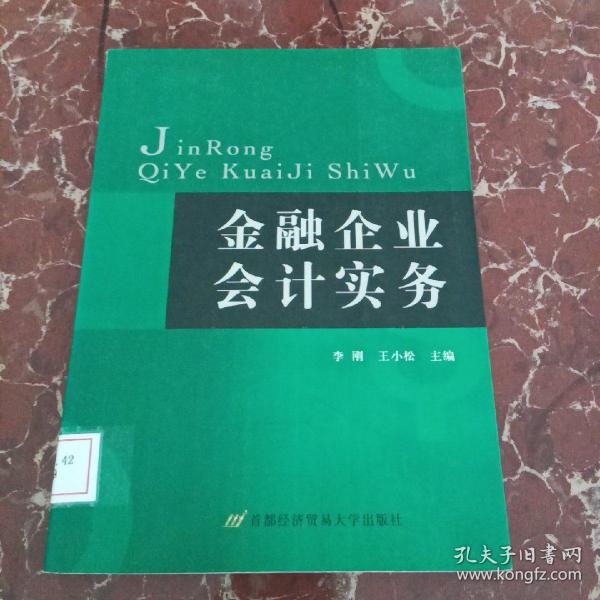 JinRong
QiYe KuaiJi ShiWu
金融企业
会计实务
李刚 王小松 主编
.42
首都经济贸易大学出版社
孔夫子旧书网
www.kongfz.com